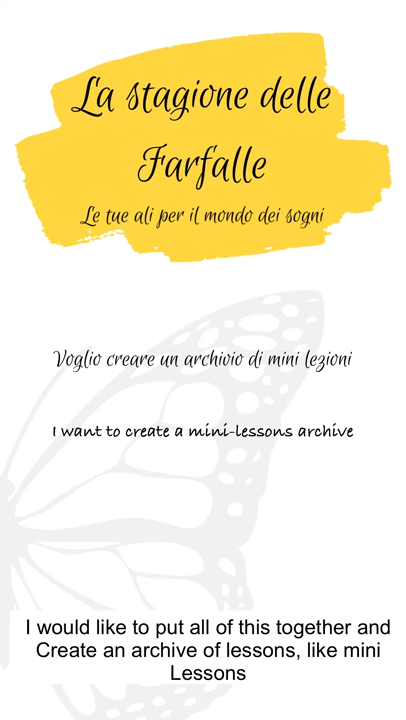 La stagione delle
Farfalle
Le tue ali per il mondo dei sogni
Voglio creare un archivio di mini lezioni
I want to create a mini-lessons archive
I would like to put all of this together and
Create an archive of lessons, like mini
Lessons